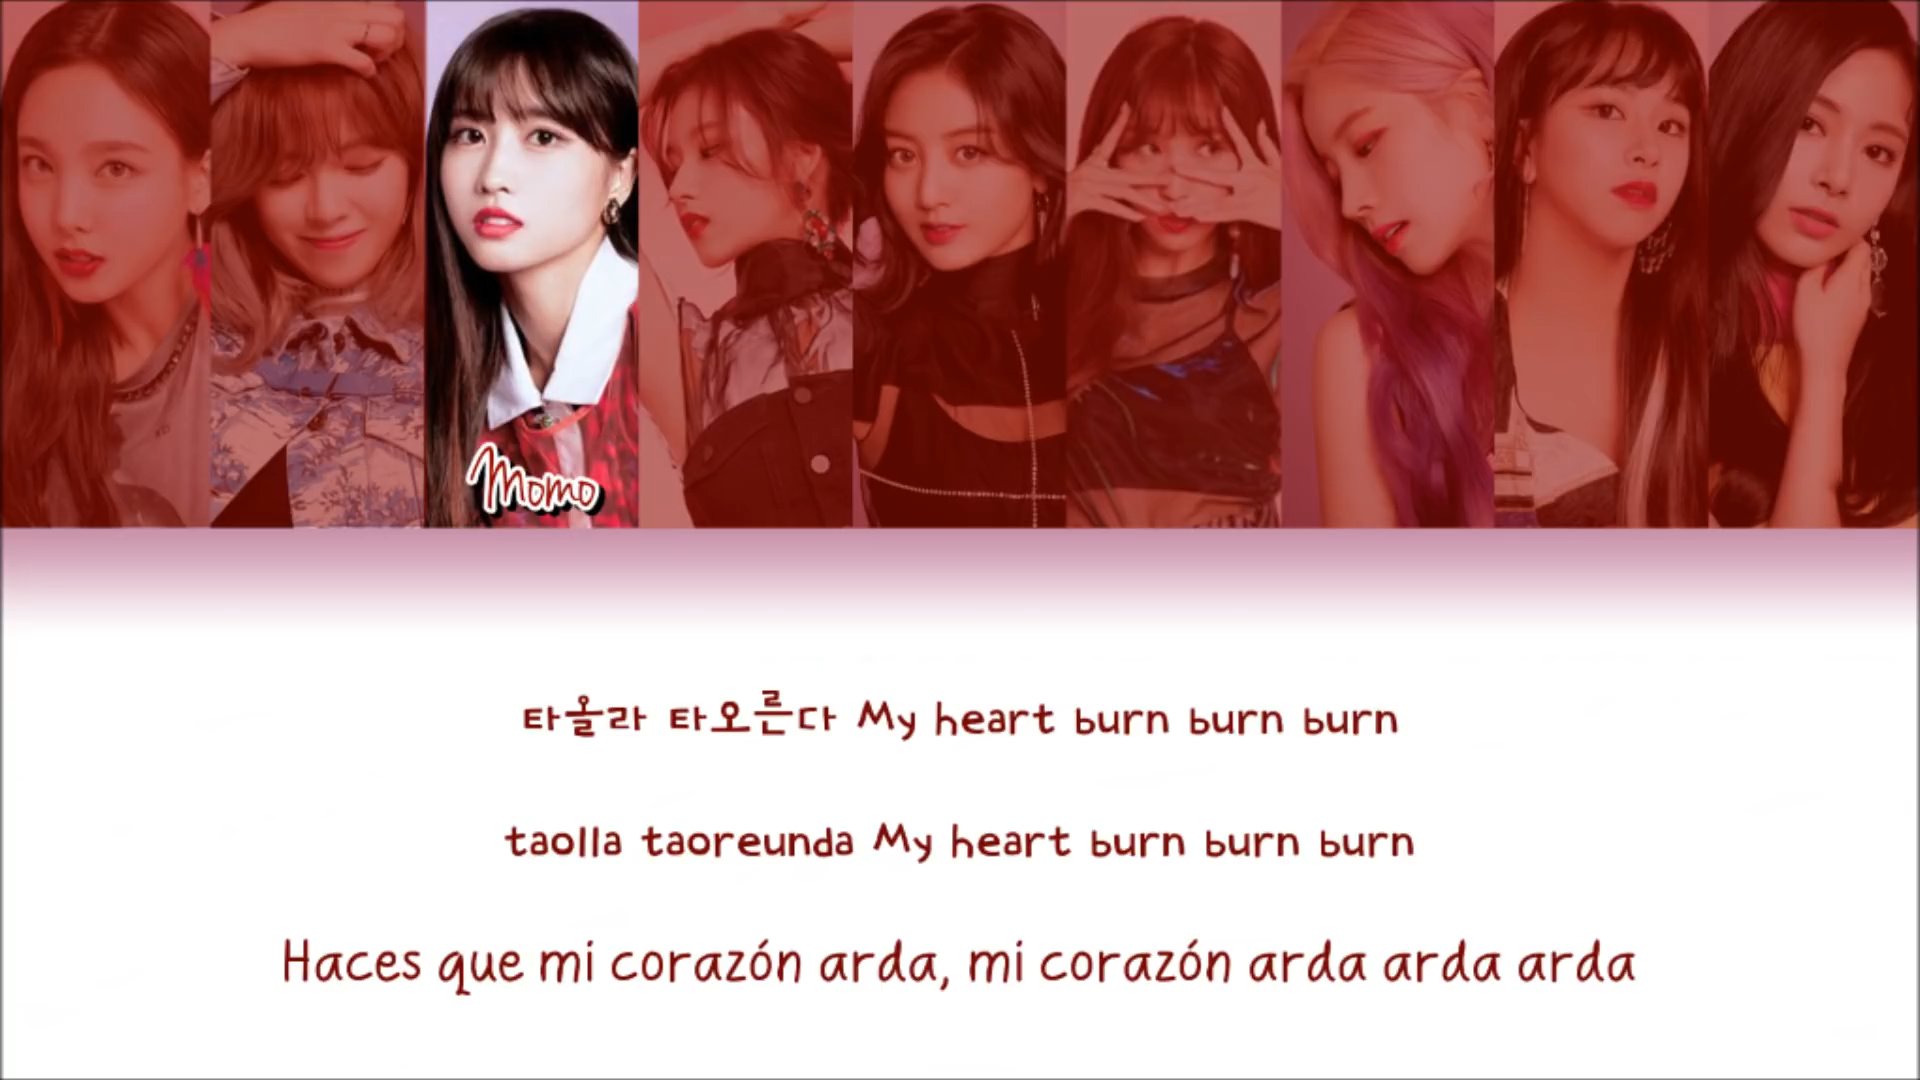 Momo
타올라 타오른다 My heart burn burn burn
taolla taoreunda My heart burn burn burn
Haces que mi corazón arda, mi corazón arda arda arda